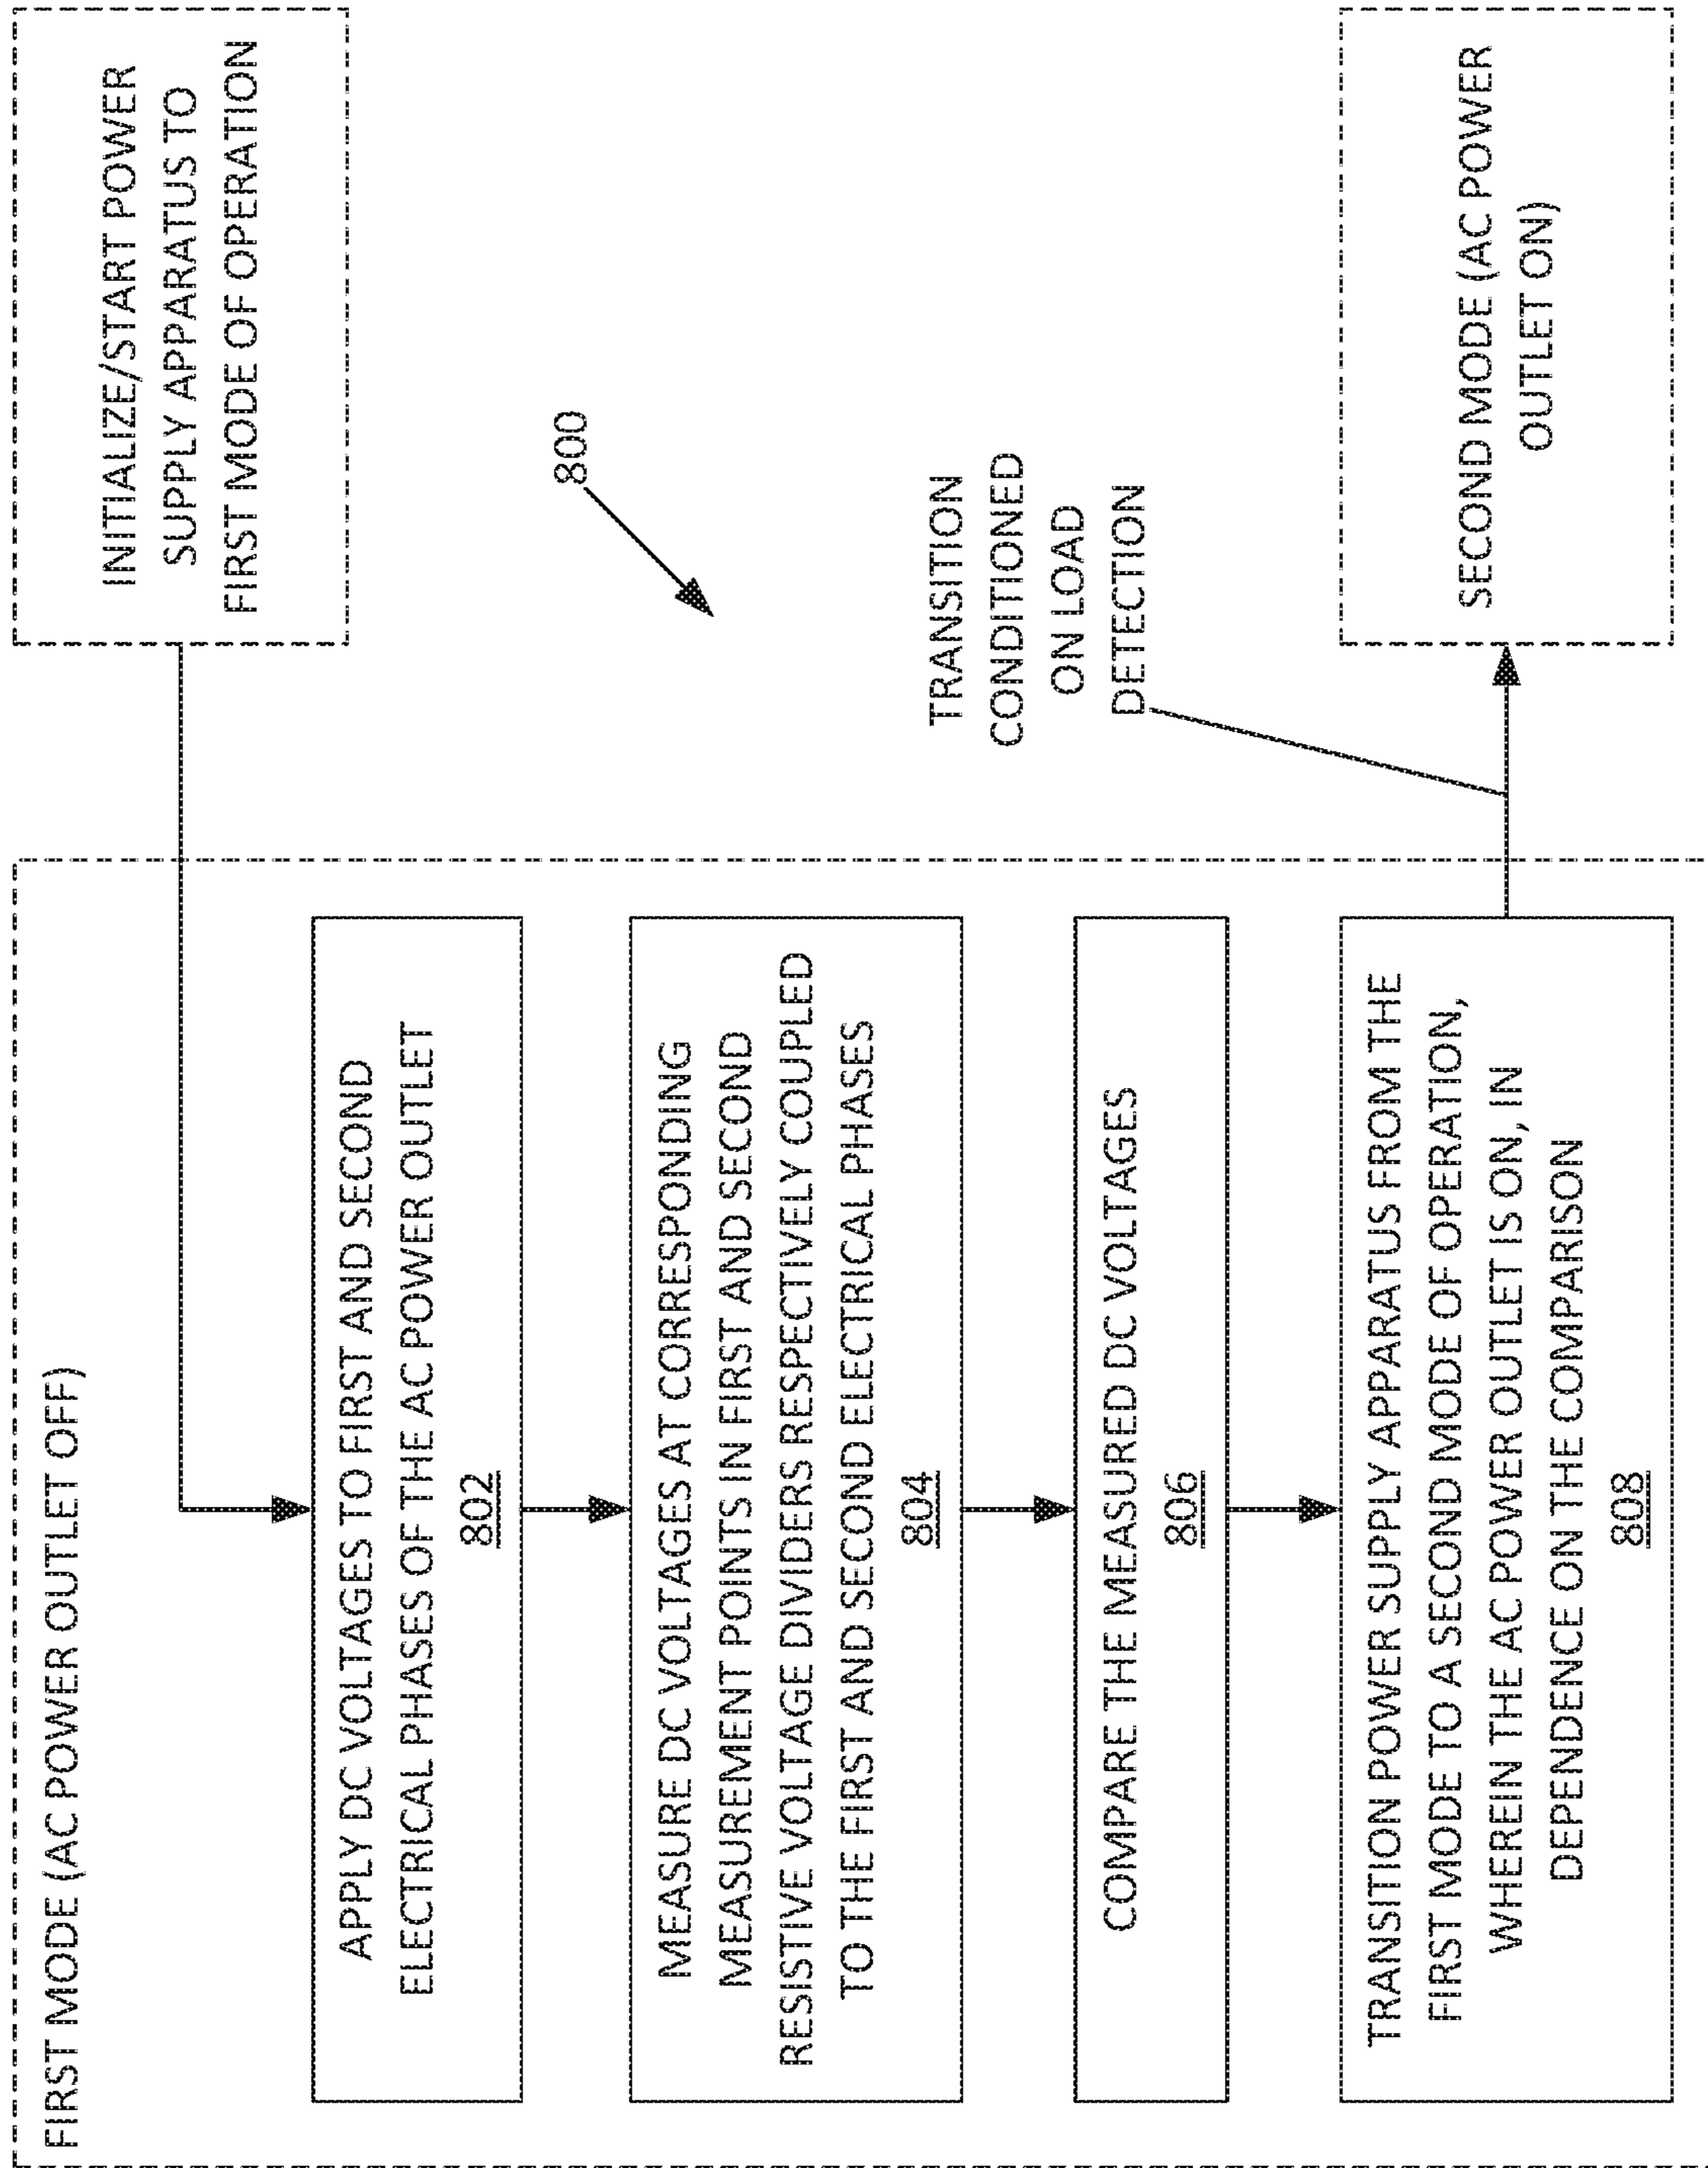 FIRST MODE (AC POWER OUTLET OFF)
INITIALIZE/START POWER
SUPPLY APPARATUS TO
FIRST MODE OF OPERATION
APPLY DC VOLTAGES TO FIRST AND SECOND
ELECTRICAL PHASES OF THE AC POWER OUTLET
802
800
MEASURE DC VOLTAGES AT CORRESPONDING
MEASUREMENT POINTS IN FIRST AND SECOND
RESISTIVE VOLTAGE DIVIDERS RESPECTIVELY COUPLED
TO THE FIRST AND SECOND ELECTRICAL PHASES
804
TRANSITION
CONDITIONED
ON LOAD
DETECTION
COMPARE THE MEASURED DC VOLTAGES
806
TRANSITION POWER SUPPLY APPARATUS FROM THE
FIRST MODE TO A SECOND MODE OF OPERATION,
WHEREIN THE AC POWER OUTLET IS ON, IN
DEPENDENCE ON THE COMPARISON
808
SECOND MODE (AC POWER
OUTLET ON)